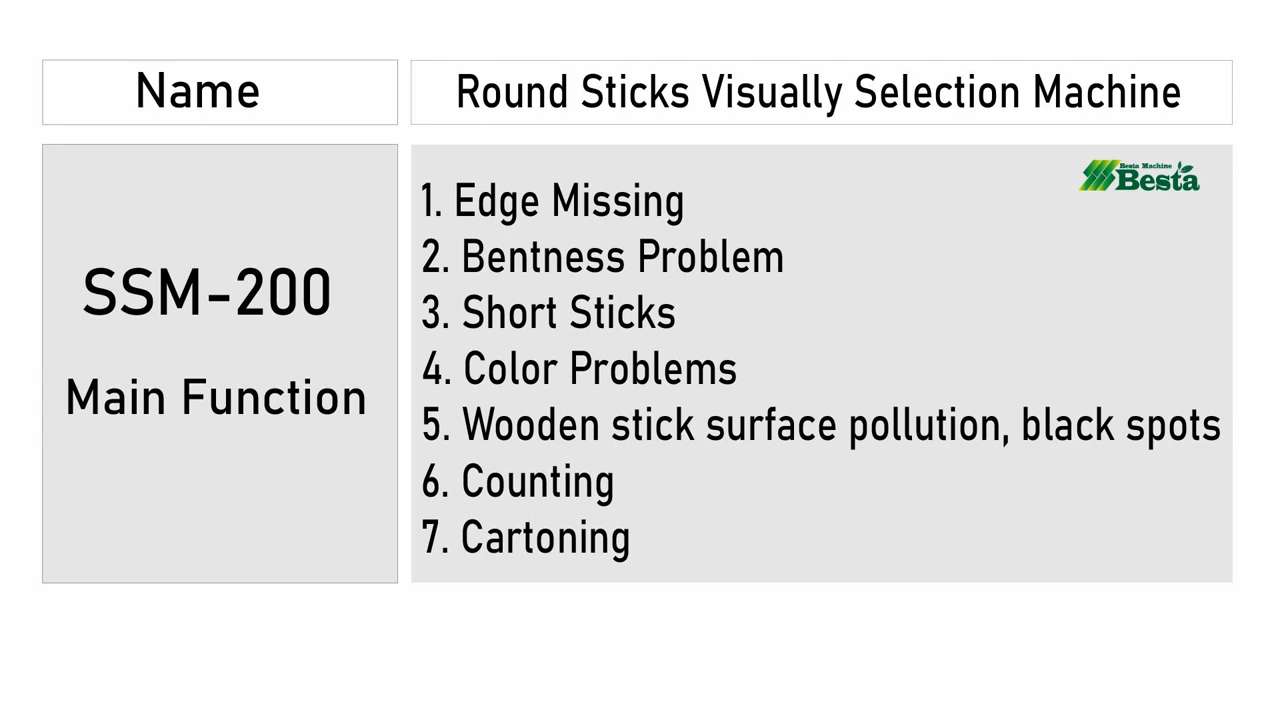 Name
Round Sticks Visually Selection Machine
SSM-200
Main Function
Besta Machine
Besta
1. Edge Missing
2. Bentness Problem
3. Short Sticks
4. Color Problems
5. Wooden stick surface pollution, black spots
6. Counting
7. Cartoning